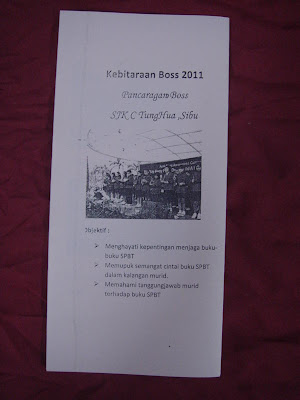 Kebitaraan Boss 2011
Pancaragam Boss
SJK C TungHua ,Sibu
Objektif :
➢ Menghayati kepentingan menjaga buku-
buku SPBT
➢ Memupuk semangat cintai buku SPBT
dalam kalangan murid.
➢ Memahami tanggungjawab murid
terhadap buku SPBT